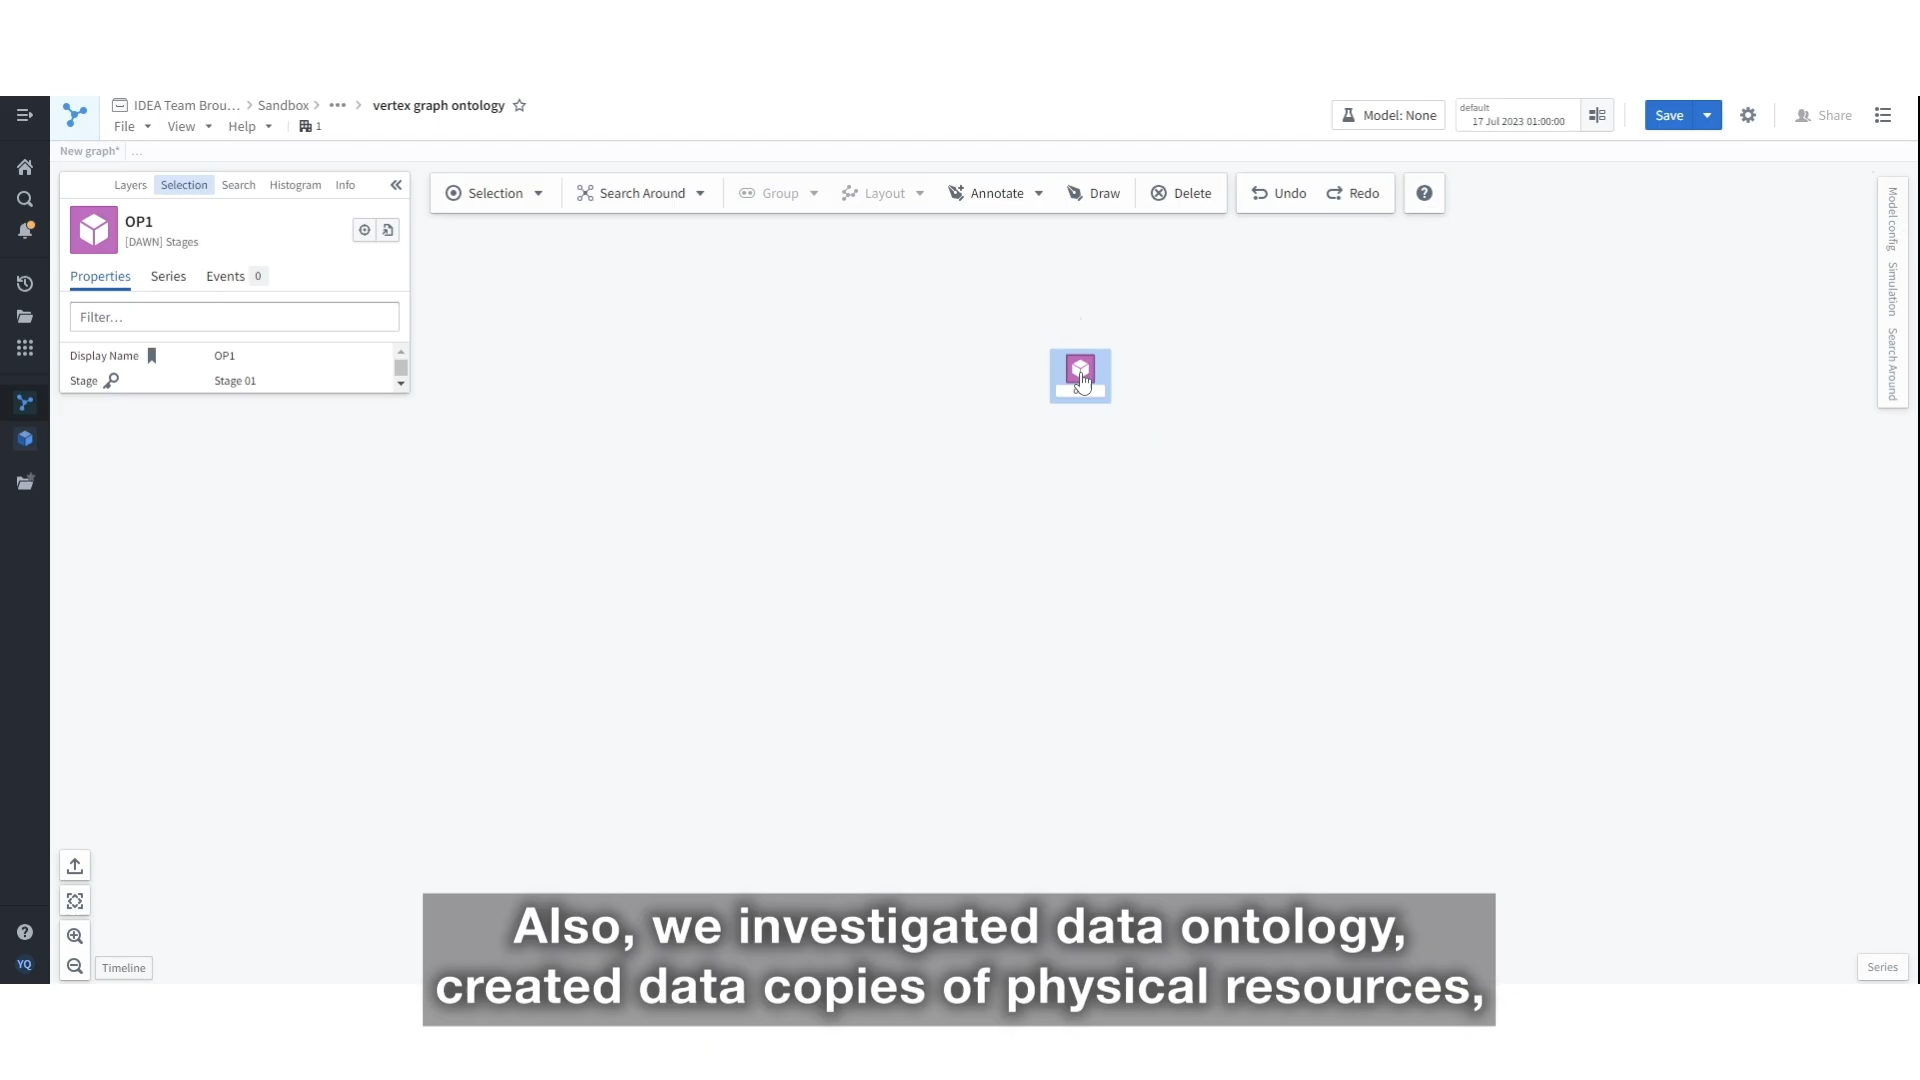 IDEA Team Brou... > Sandbox > ••• > vertex graph ontology
File View Help 1
Model: None
default
17 Jul 2023 01:00:00
Save
Share
New graph* ...
Layers Selection Search Histogram Info
Selection Search Around Group Layout Annotate Draw Delete Undo Redo
OP1
[DAWN] Stages
Properties Series Events 0
Filter...
Display Name OP1
Stage Stage 01
Model config
Simulation
Search Around
YQ
Timeline
Series
Also, we investigated data ontology,
created data copies of physical resources,